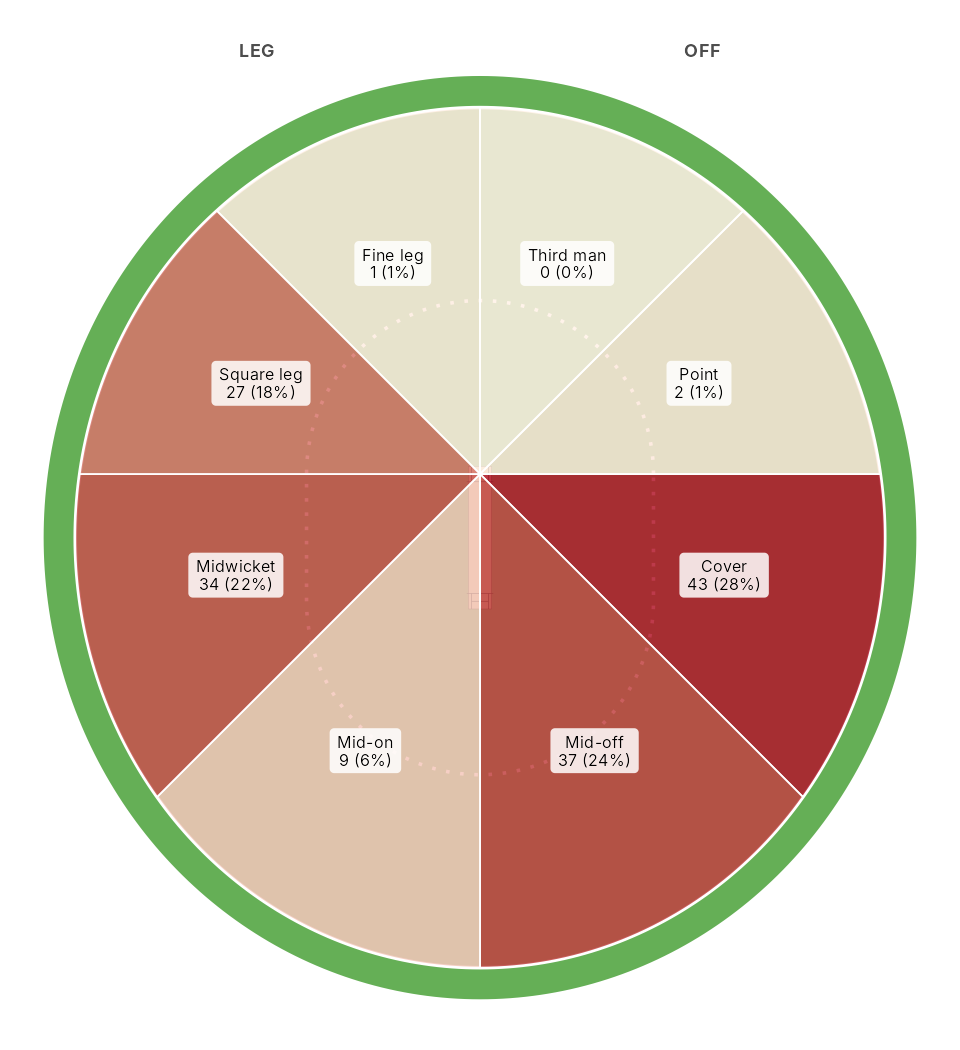 LEG
OFF
Fine leg
1 (1%)
Third man
0 (0%)
Square leg
27 (18%)
Point
2 (1%)
Midwicket
34 (22%)
Cover
43 (28%)
Mid-on
9 (6%)
Mid-off
37 (24%)